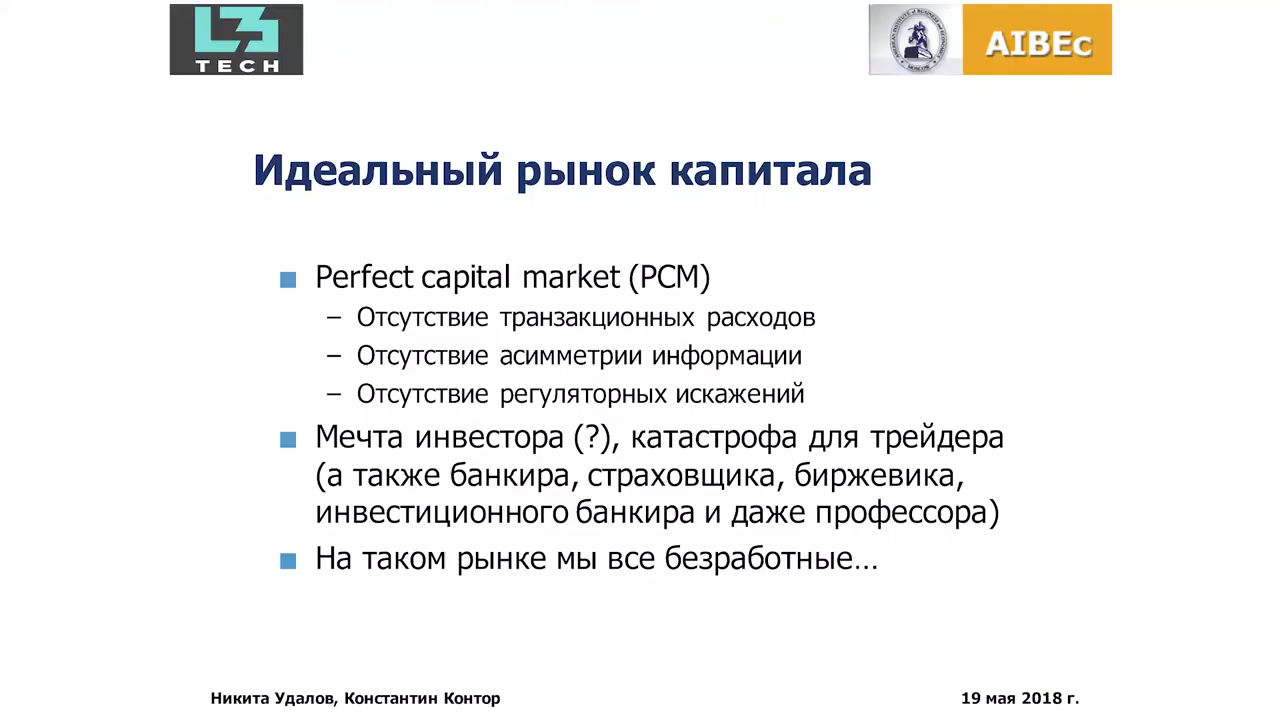 L3
TECH
AIBEc
Идеальный рынок капитала
■ Perfect capital market (PCM)
– Отсутствие транзакционных расходов
– Отсутствие асимметрии информации
– Отсутствие регуляторных искажений
■ Мечта инвестора (?), катастрофа для трейдера
(а также банкира, страховщика, биржевика,
инвестиционного банкира и даже профессора)
■ На таком рынке мы все безработные…
Никита Удалов, Константин Контор
19 мая 2018 г.